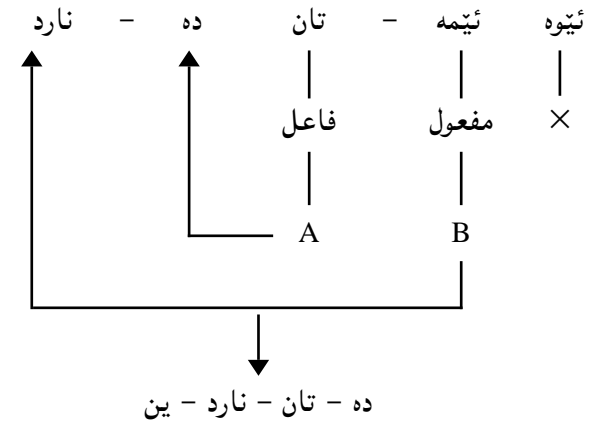 ئێوه ئێمه - تان ده - نارد
× مفعول فاعل
B A
ده - تان - نارد - ین